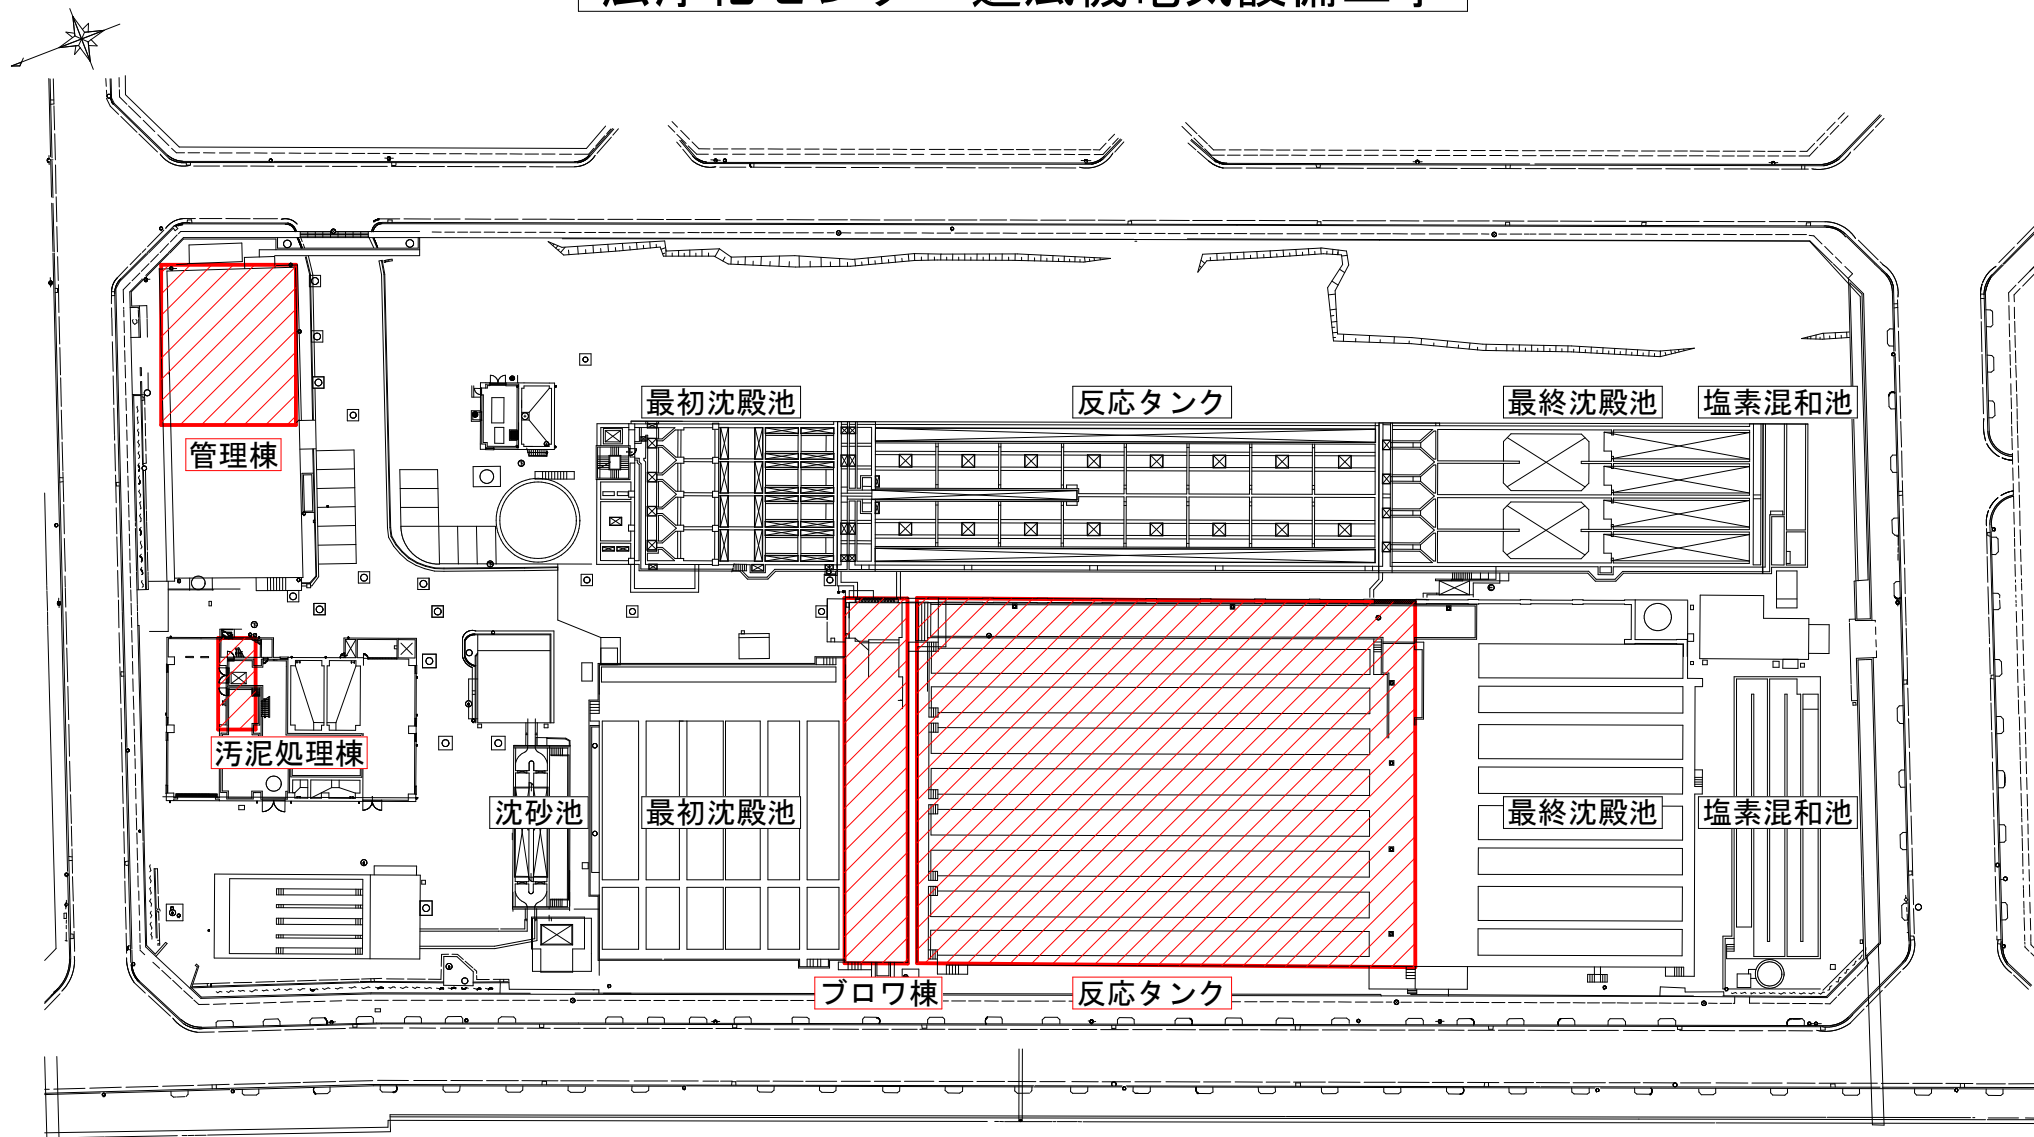 最初沈殿池
反応タンク
最終沈殿池
塩素混和池
管理棟
汚泥処理棟
沈砂池
最初沈殿池
最終沈殿池
塩素混和池
ブロワ棟
反応タンク